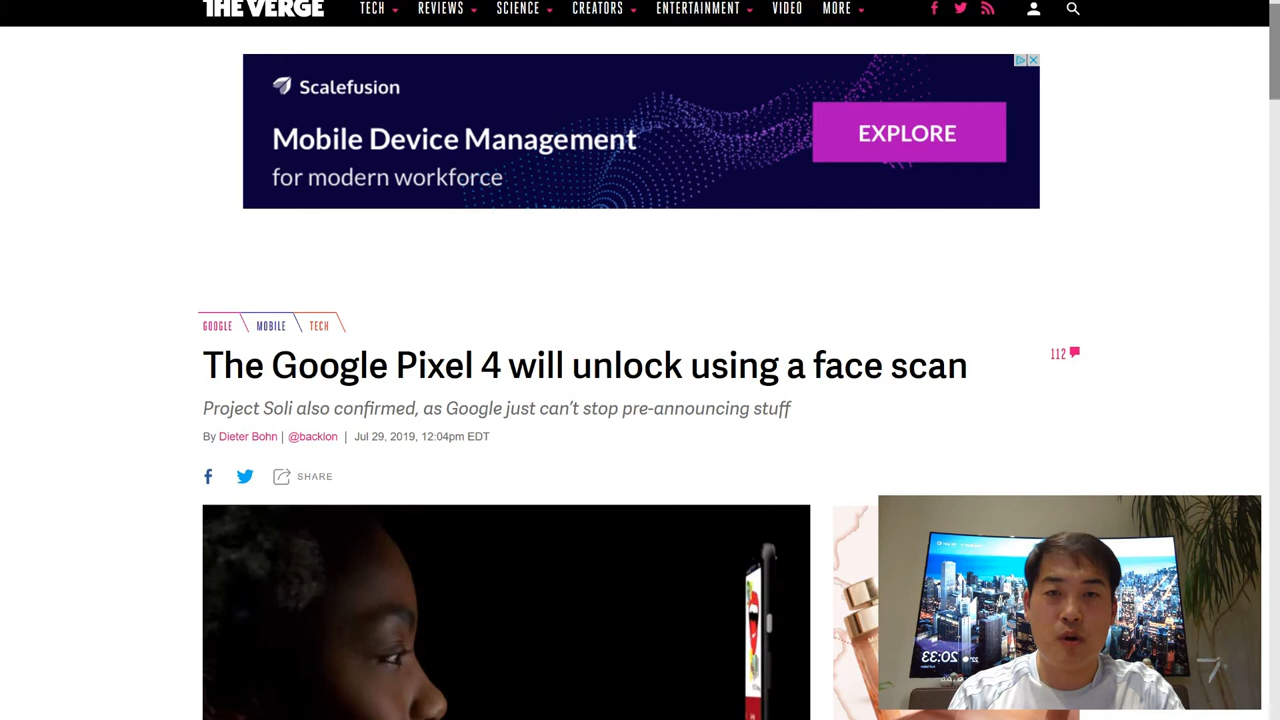 THE VERGE
TECH REVIEWS SCIENCE CREATORS ENTERTAINMENT VIDEO MORE
Scalefusion
Mobile Device Management
for modern workforce
EXPLORE
GOOGLE MOBILE TECH
The Google Pixel 4 will unlock using a face scan
112
Project Soli also confirmed, as Google just can't stop pre-announcing stuff
By Dieter Bohn | @backlon | Jul 29, 2019, 12:04pm EDT
SHARE
20:33